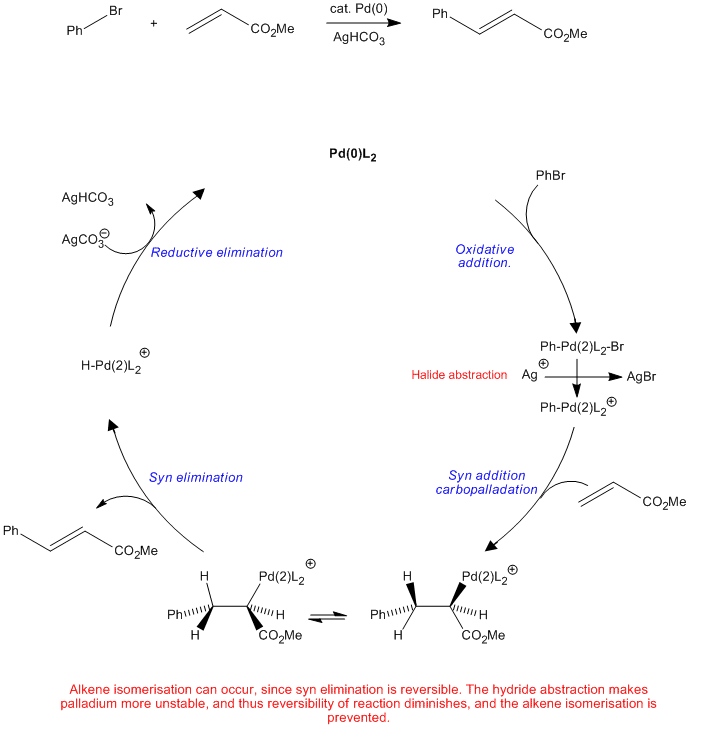 Ph Br + CO2Me cat. Pd(0) AgHCO3 Ph CO2Me
Pd(0)L2
PhBr
AgHCO3
AgCO3 ⊖
Reductive elimination
Oxidative
addition.
Ph-Pd(2)L2-Br
Halide abstraction Ag ⊕ AgBr
Ph-Pd(2)L2 ⊕
H-Pd(2)L2 ⊕
Syn elimination
Syn addition
carbopalladation
CO2Me
Ph CO2Me
H Pd(2)L2 ⊕
Ph H
H CO2Me
H Pd(2)L2 ⊕
Ph H
H CO2Me
Alkene isomerisation can occur, since syn elimination is reversible. The hydride abstraction makes
palladium more unstable, and thus reversibility of reaction diminishes, and the alkene isomerisation is
prevented.